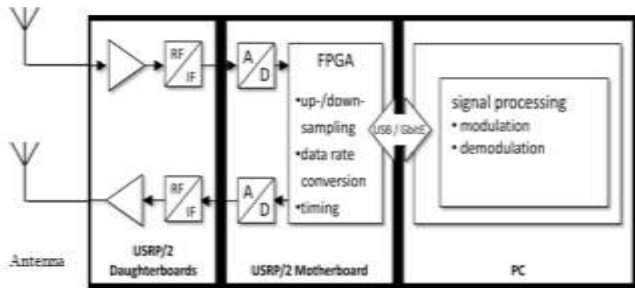 RF
IF
A
D
FPGA
•up-/down-
sampling
•data rate
conversion
•timing
USB / GbitE
signal processing
• modulation
• demodulation
RF
IF
A
D
Antenna
USRP/2
Daughterboards
USRP/2 Motherboard
PC